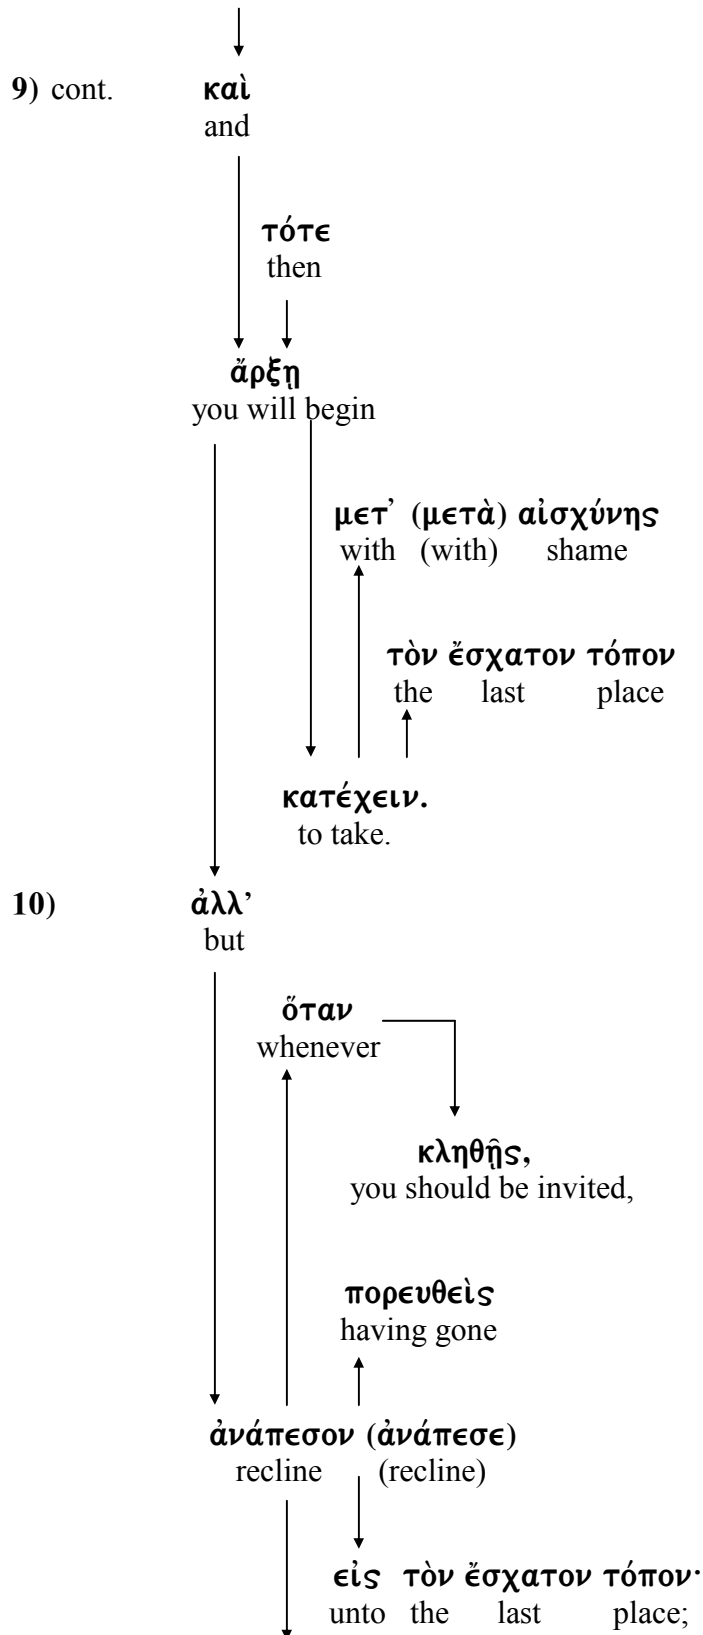 9) cont. καὶ
and
τότε
then
ἄρξῃ
you will begin
μετ’ (μετὰ) αἰσχύνης
with (with) shame
τὸν ἔσχατον τόπον
the last place
κατέχειν.
to take.
10) ἀλλ’
but
ὅταν
whenever
κληθῇς,
you should be invited,
πορευθεὶς
having gone
ἀνάπεσον (ἀνάπεσε)
recline (recline)
εἰς τὸν ἔσχατον τόπον·
unto the last place;